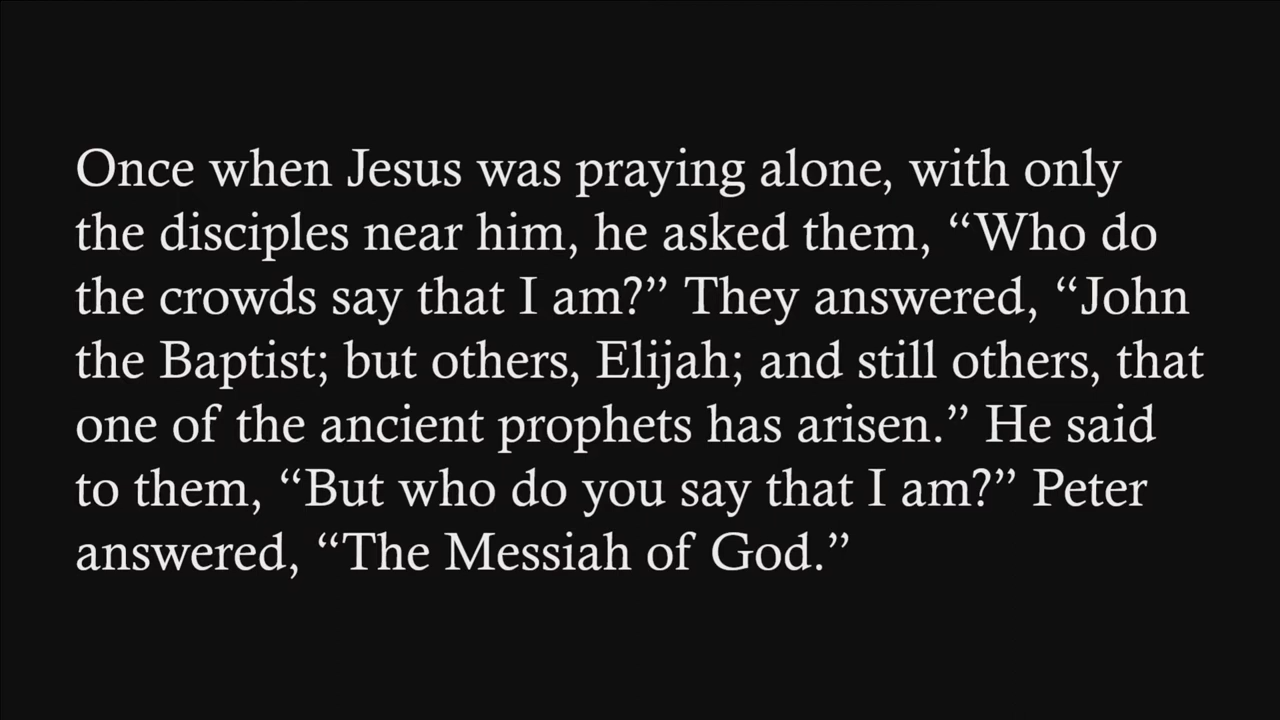 Once when Jesus was praying alone, with only
the disciples near him, he asked them, “Who do
the crowds say that I am?” They answered, “John
the Baptist; but others, Elijah; and still others, that
one of the ancient prophets has arisen.” He said
to them, “But who do you say that I am?” Peter
answered, “The Messiah of God.”